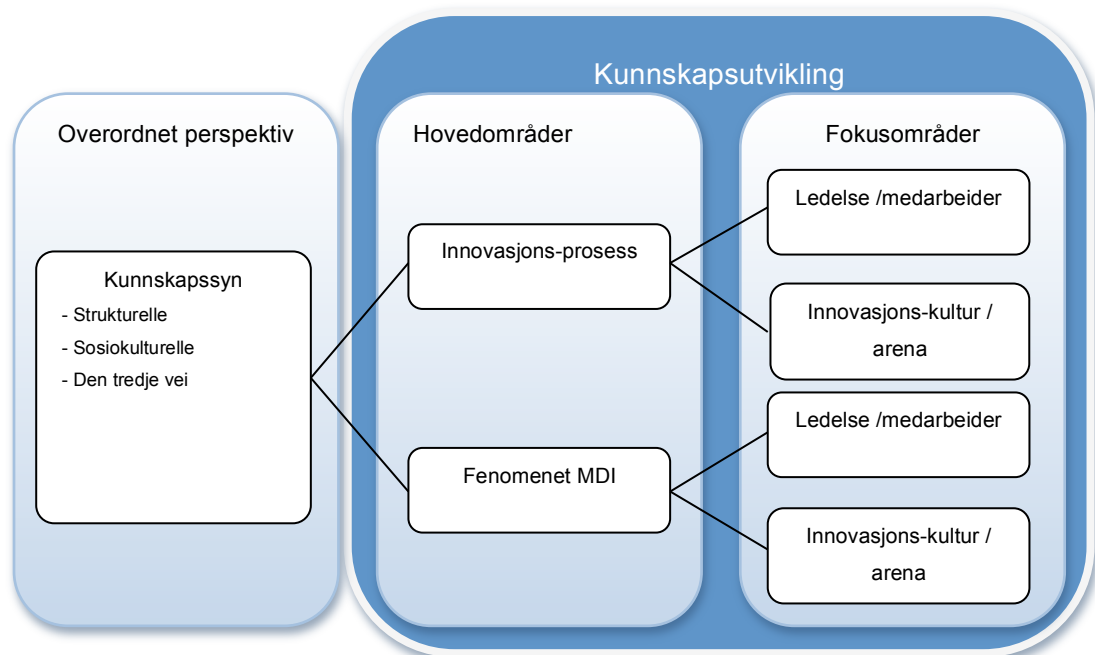 Kunnskapsutvikling
Overordnet perspektiv
Kunnskapssyn
- Strukturelle
- Sosiokulturelle
- Den tredje vei
Hovedområder
Innovasjons-prosess
Fenomenet MDI
Fokusområder
Ledelse /medarbeider
Innovasjons-kultur /
arena
Ledelse /medarbeider
Innovasjons-kultur /
arena